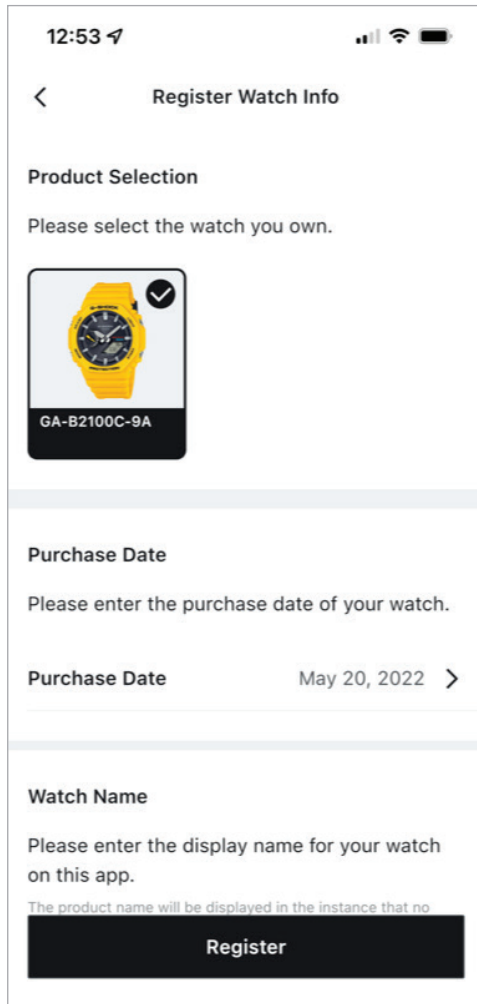 12:53
Register Watch Info
Product Selection
Please select the watch you own.
G-SHOCK
PROTECTION
GA-B2100C-9A
Purchase Date
Please enter the purchase date of your watch.
Purchase Date May 20, 2022
Watch Name
Please enter the display name for your watch
on this app.
The product name will be displayed in the instance that no
Register